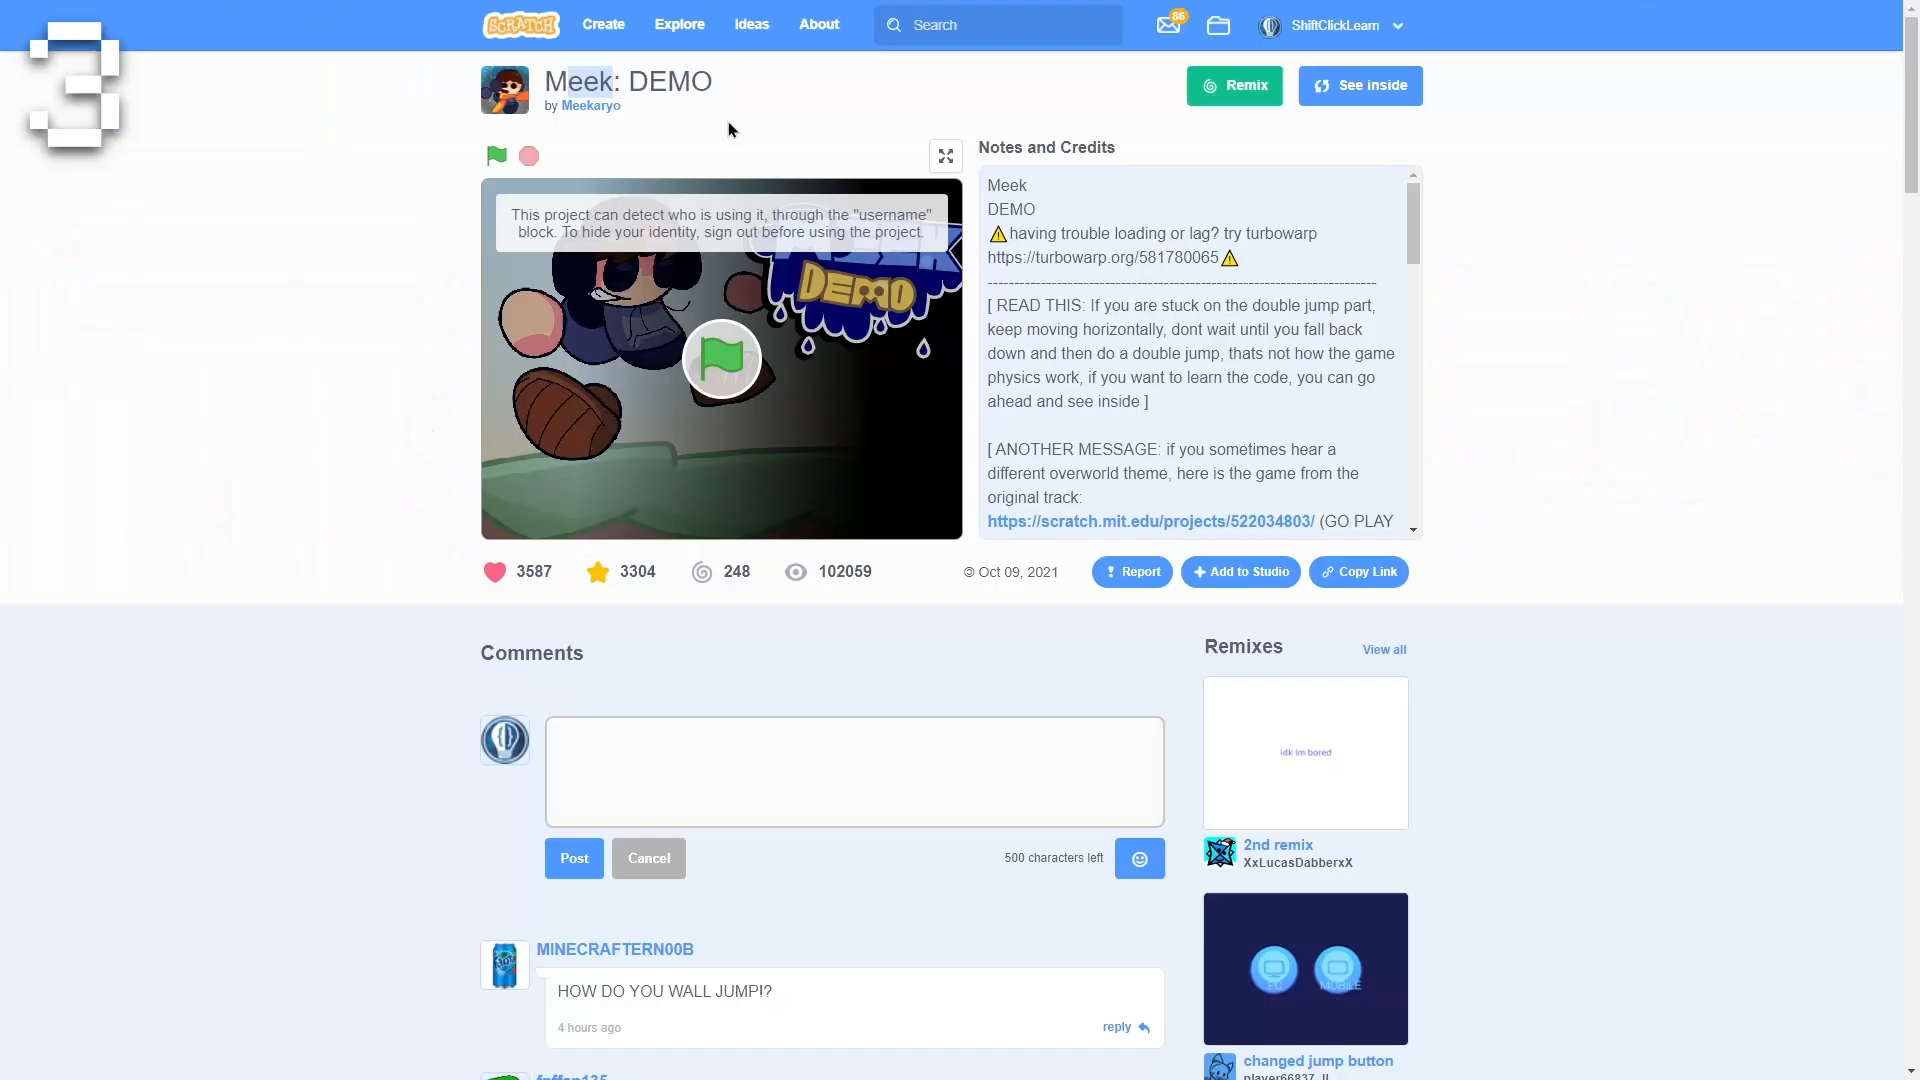 3
SCRATCH
Create
Explore
Ideas
About
Search
86
ShiftClickLearn
Meek: DEMO
by Meekaryo
Remix
See inside
This project can detect who is using it, through the "username"
block. To hide your identity, sign out before using the project.
DEMO
Notes and Credits
Meek
DEMO
⚠having trouble loading or lag? try turbowarp
https://turbowarp.org/581780065⚠
-------------------------------------------------------------------------
[ READ THIS: If you are stuck on the double jump part,
keep moving horizontally, dont wait until you fall back
down and then do a double jump, thats not how the game
physics work, if you want to learn the code, you can go
ahead and see inside ]
[ ANOTHER MESSAGE: if you sometimes hear a
different overworld theme, here is the game from the
original track:
https://scratch.mit.edu/projects/522034803/ (GO PLAY
3587
3304
248
102059
© Oct 09, 2021
Report
Add to Studio
Copy Link
Comments
Remixes
View all
Post
Cancel
500 characters left
idk im bored
2nd remix
XxLucasDabberxX
MINECRAFTERN00B
HOW DO YOU WALL JUMP!?
4 hours ago
reply
PC
MOBILE
changed jump button